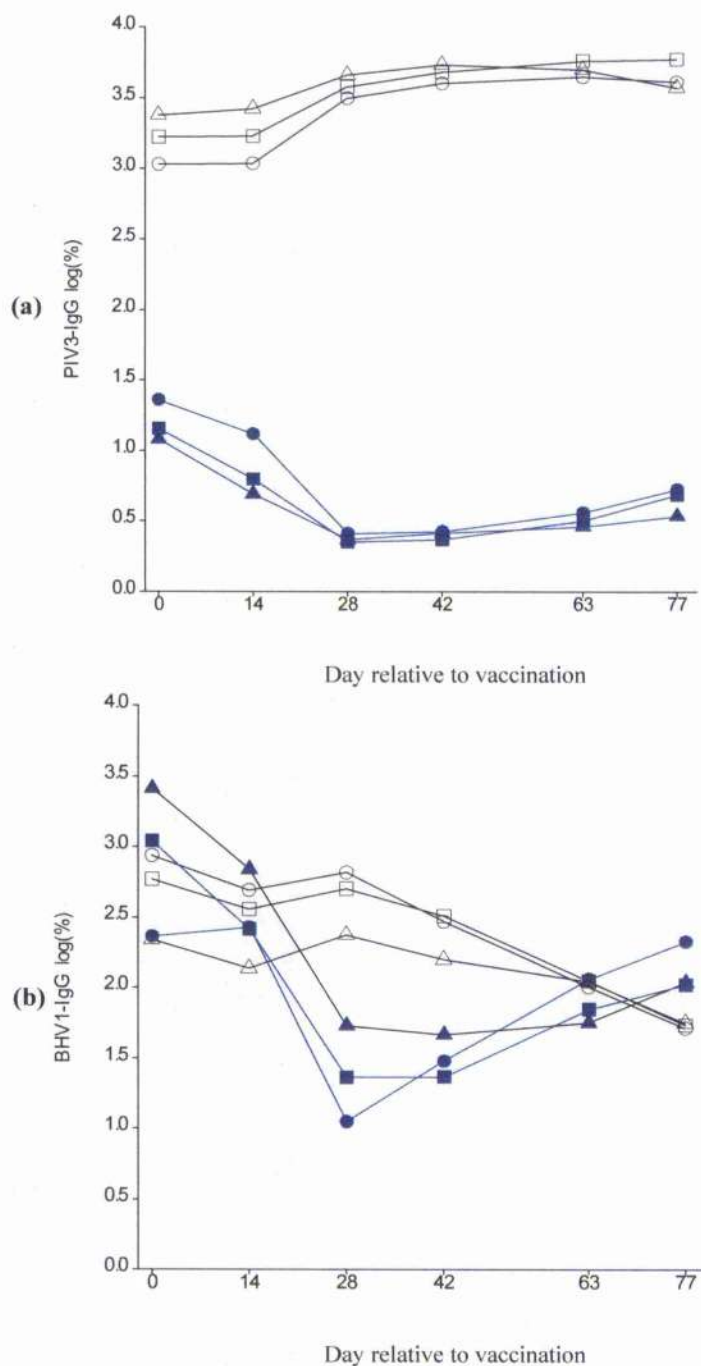 (a)
PIV3-IgG log(%)
4.0
3.5
3.0
2.5
2.0
1.5
1.0
0.5
0.0
0 14 28 42 63 77
Day relative to vaccination
(b)
BHV1-IgG log(%)
4.0
3.5
3.0
2.5
2.0
1.5
1.0
0.5
0.0
0 14 28 42 63 77
Day relative to vaccination